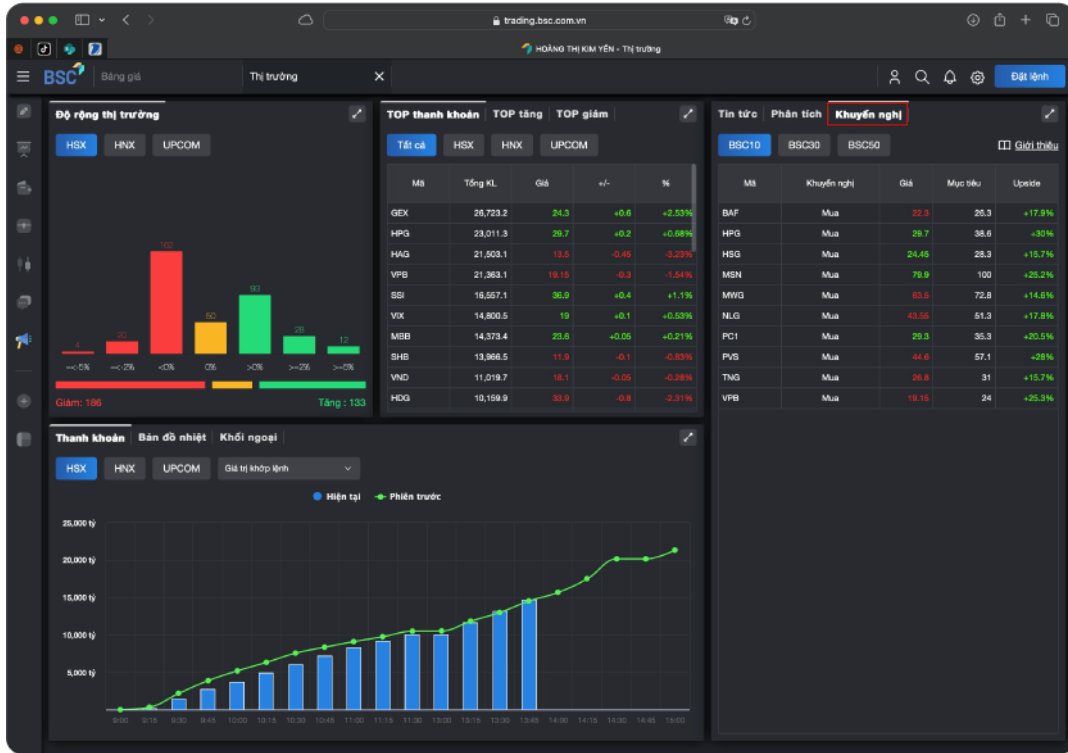 trading.bsc.com.vn
HOÀNG THỊ KIM YẾN - Thị trường
BSC
Bảng giá
Thị trường
Đặt lệnh
Độ rộng thị trường
HSX HNX UPCOM
162
93
50
28
20
12
4
=<-5% =<-2% <0% 0% >0% >=2% >=5%
Giảm: 186 Tăng : 133
TOP thanh khoản TOP tăng TOP giảm
Tất cả HSX HNX UPCOM
Mã Tổng KL Giá +/- %
GEX 26,723.2 24.3 +0.6 +2.53%
HPG 23,011.3 29.7 +0.2 +0.68%
HAG 21,503.1 13.5 -0.45 -3.23%
VPB 21,363.1 19.15 -0.3 -1.54%
SSI 16,557.1 36.9 +0.4 +1.1%
VIX 14,800.5 19 +0.1 +0.53%
MBB 14,373.4 23.6 +0.05 +0.21%
SHB 13,966.5 11.9 -0.1 -0.83%
VND 11,019.7 18.1 -0.05 -0.28%
HDG 10,159.9 33.9 -0.8 -2.31%
Tin tức Phân tích Khuyến nghị
BSC10 BSC30 BSC50 Giới thiệu
Mã Khuyến nghị Giá Mục tiêu Upside
BAF Mua 22.3 26.3 +17.9%
HPG Mua 29.7 38.6 +30%
HSG Mua 24.45 28.3 +15.7%
MSN Mua 79.9 100 +25.2%
MWG Mua 63.5 72.8 +14.6%
NLG Mua 43.55 51.3 +17.8%
PC1 Mua 29.3 35.3 +20.5%
PVS Mua 44.6 57.1 +28%
TNG Mua 26.8 31 +15.7%
VPB Mua 19.15 24 +25.3%
Thanh khoản Bản đồ nhiệt Khối ngoại
HSX HNX UPCOM Giá trị khớp lệnh
Hiện tại Phiên trước
25,000 tỷ
20,000 tỷ
15,000 tỷ
10,000 tỷ
5,000 tỷ
9:00 9:15 9:30 9:45 10:00 10:15 10:30 10:45 11:00 11:15 11:30 13:00 13:15 13:30 13:45 14:00 14:15 14:30 14:45 15:00